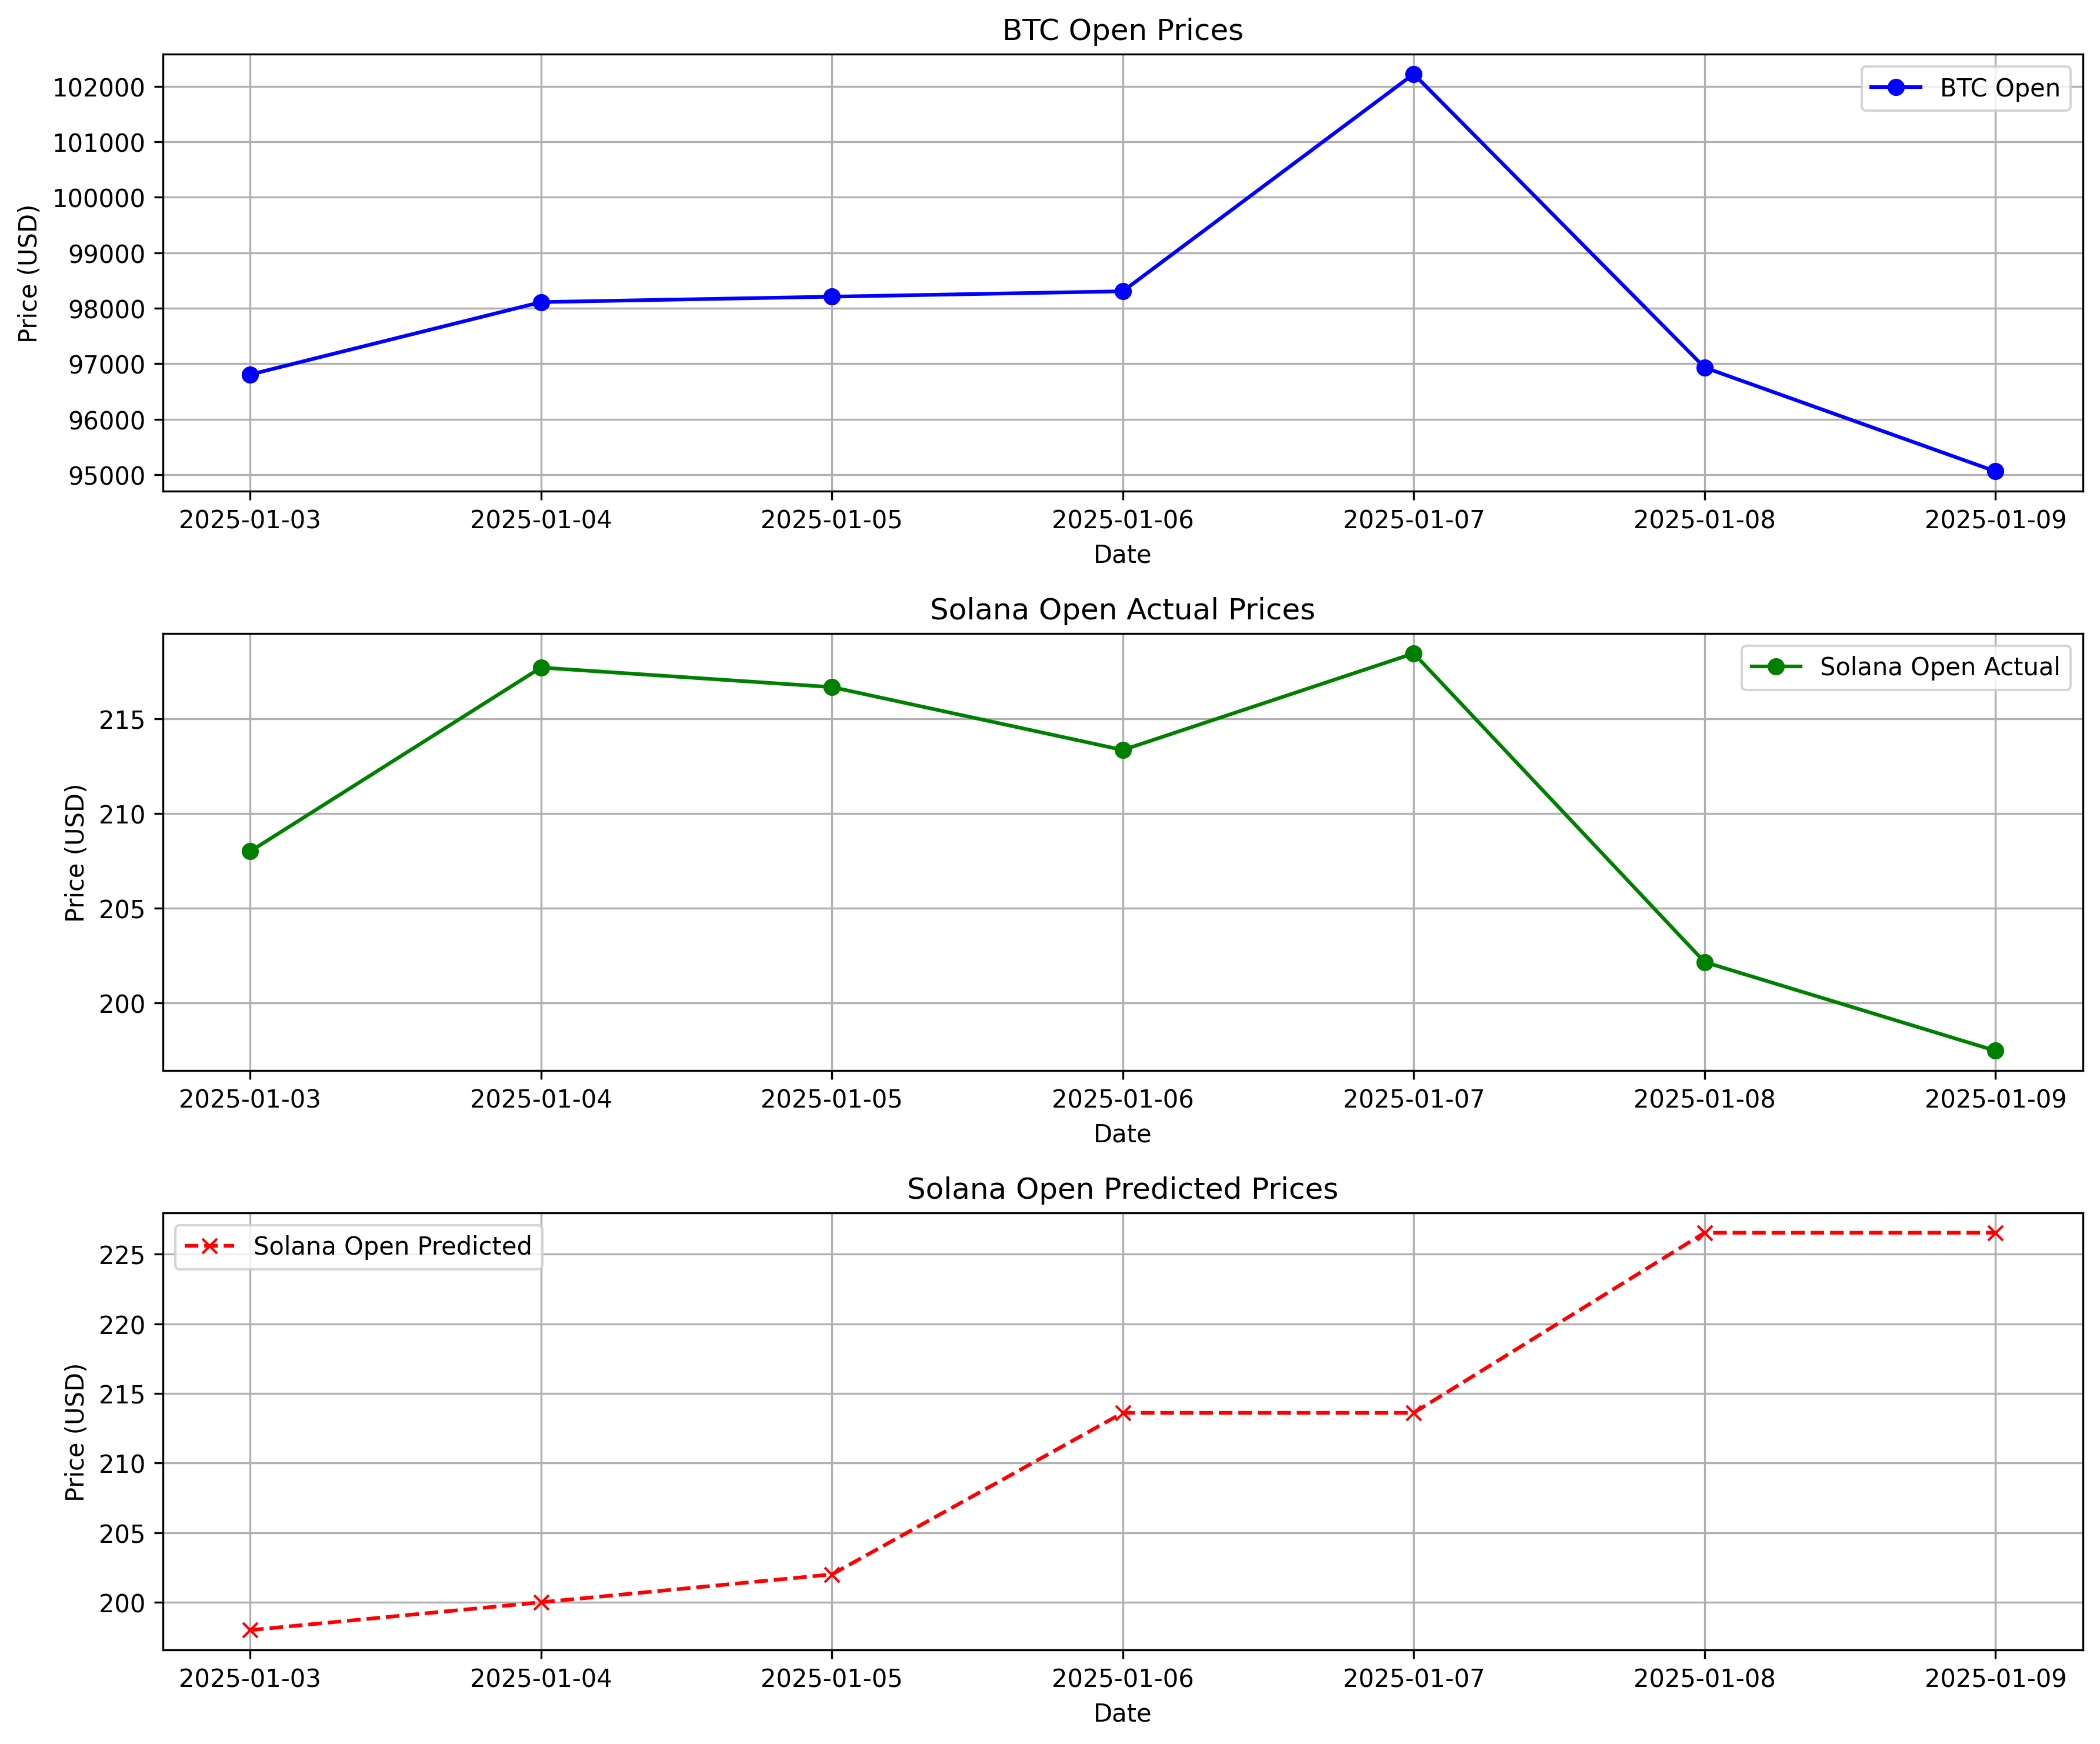 BTC Open Prices
BTC Open
102000
101000
100000
99000
98000
97000
96000
95000
Price (USD)
2025-01-03 2025-01-04 2025-01-05 2025-01-06 2025-01-07 2025-01-08 2025-01-09
Date
Solana Open Actual Prices
Solana Open Actual
215
210
205
200
Price (USD)
2025-01-03 2025-01-04 2025-01-05 2025-01-06 2025-01-07 2025-01-08 2025-01-09
Date
Solana Open Predicted Prices
Solana Open Predicted
225
220
215
210
205
200
Price (USD)
2025-01-03 2025-01-04 2025-01-05 2025-01-06 2025-01-07 2025-01-08 2025-01-09
Date